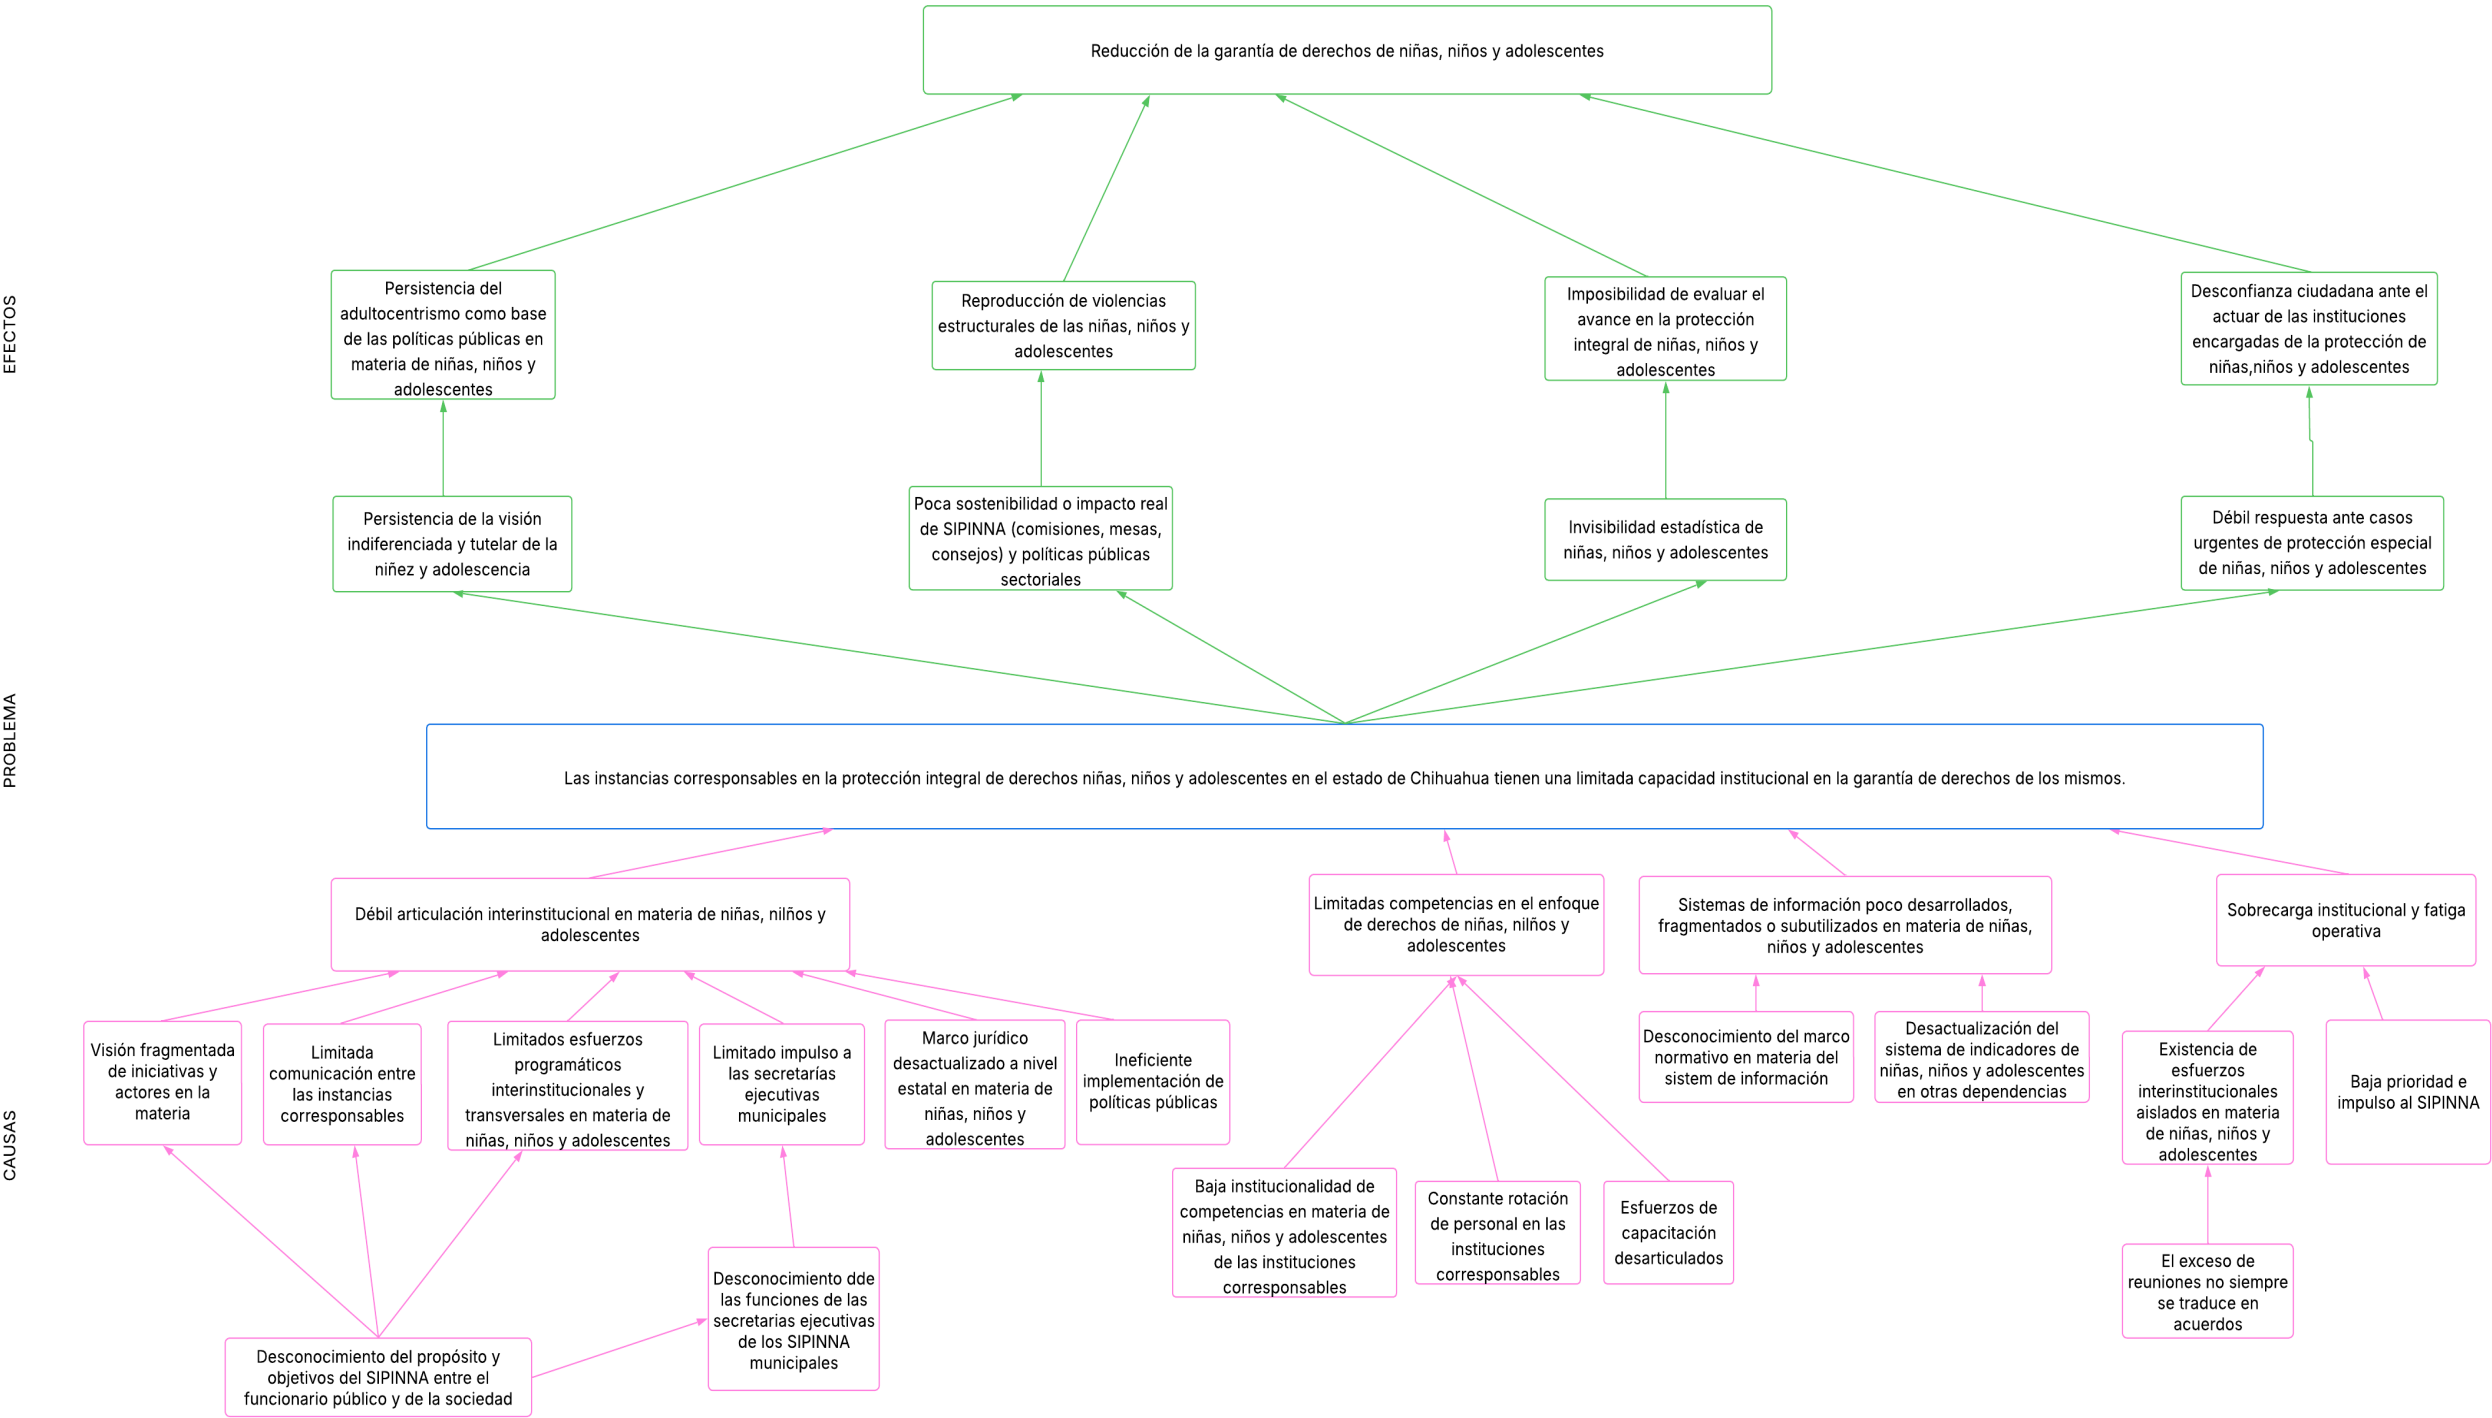 Reducción de la garantía de derechos de niñas, niños y adolescentes
EFECTOS
Persistencia del
adultocentrismo como base
de las políticas públicas en
materia de niñas, niños y
adolescentes
Reproducción de violencias
estructurales de las niñas, niños y
adolescentes
Imposibilidad de evaluar el
avance en la protección
integral de niñas, niños y
adolescentes
Desconfianza ciudadana ante el
actuar de las instituciones
encargadas de la protección de
niñas,niños y adolescentes
Persistencia de la visión
indiferenciada y tutelar de la
niñez y adolescencia
Poca sostenibilidad o impacto real
de SIPINNA (comisiones, mesas,
consejos) y políticas públicas
sectoriales
Invisibilidad estadística de
niñas, niños y adolescentes
Débil respuesta ante casos
urgentes de protección especial
de niñas, niños y adolescentes
PROBLEMA
Las instancias corresponsables en la protección integral de derechos niñas, niños y adolescentes en el estado de Chihuahua tienen una limitada capacidad institucional en la garantía de derechos de los mismos.
CAUSAS
Débil articulación interinstitucional en materia de niñas, nilños y
adolescentes
Limitadas competencias en el enfoque
de derechos de niñas, nilños y
adolescentes
Sistemas de información poco desarrollados,
fragmentados o subutilizados en materia de niñas,
niños y adolescentes
Sobrecarga institucional y fatiga
operativa
Visión fragmentada
de iniciativas y
actores en la
materia
Limitada
comunicación entre
las instancias
corresponsables
Limitados esfuerzos
programáticos
interinstitucionales y
transversales en materia de
niñas, niños y adolescentes
Limitado impulso a
las secretarías
ejecutivas
municipales
Marco jurídico
desactualizado a nivel
estatal en materia de
niñas, niños y
adolescentes
Ineficiente
implementación de
políticas públicas
Desconocimiento del marco
normativo en materia del
sistem de información
Desactualización del
sistema de indicadores de
niñas, niños y adolescentes
en otras dependencias
Existencia de
esfuerzos
interinstitucionales
aislados en materia
de niñas, niños y
adolescentes
Baja prioridad e
impulso al SIPINNA
Baja institucionalidad de
competencias en materia de
niñas, niños y adolescentes
de las instituciones
corresponsables
Constante rotación
de personal en las
instituciones
corresponsables
Esfuerzos de
capacitación
desarticulados
Desconocimiento dde
las funciones de las
secretarias ejecutivas
de los SIPINNA
municipales
El exceso de
reuniones no siempre
se traduce en
acuerdos
Desconocimiento del propósito y
objetivos del SIPINNA entre el
funcionario público y de la sociedad